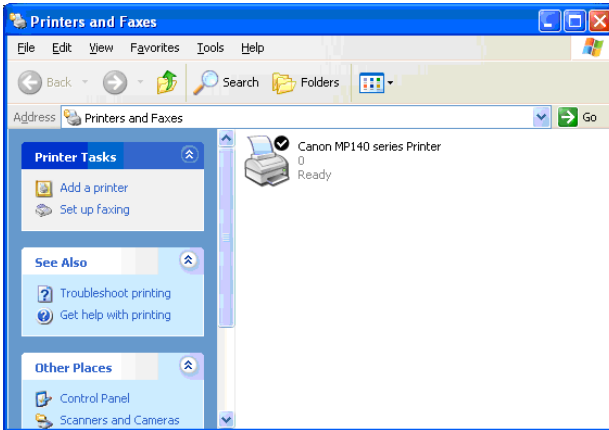 Printers and Faxes
File Edit View Favorites Tools Help
Back Search Folders
Address Printers and Faxes Go
Printer Tasks
Add a printer
Set up faxing
See Also
Troubleshoot printing
Get help with printing
Other Places
Control Panel
Scanners and Cameras
Canon MP140 series Printer
0
Ready